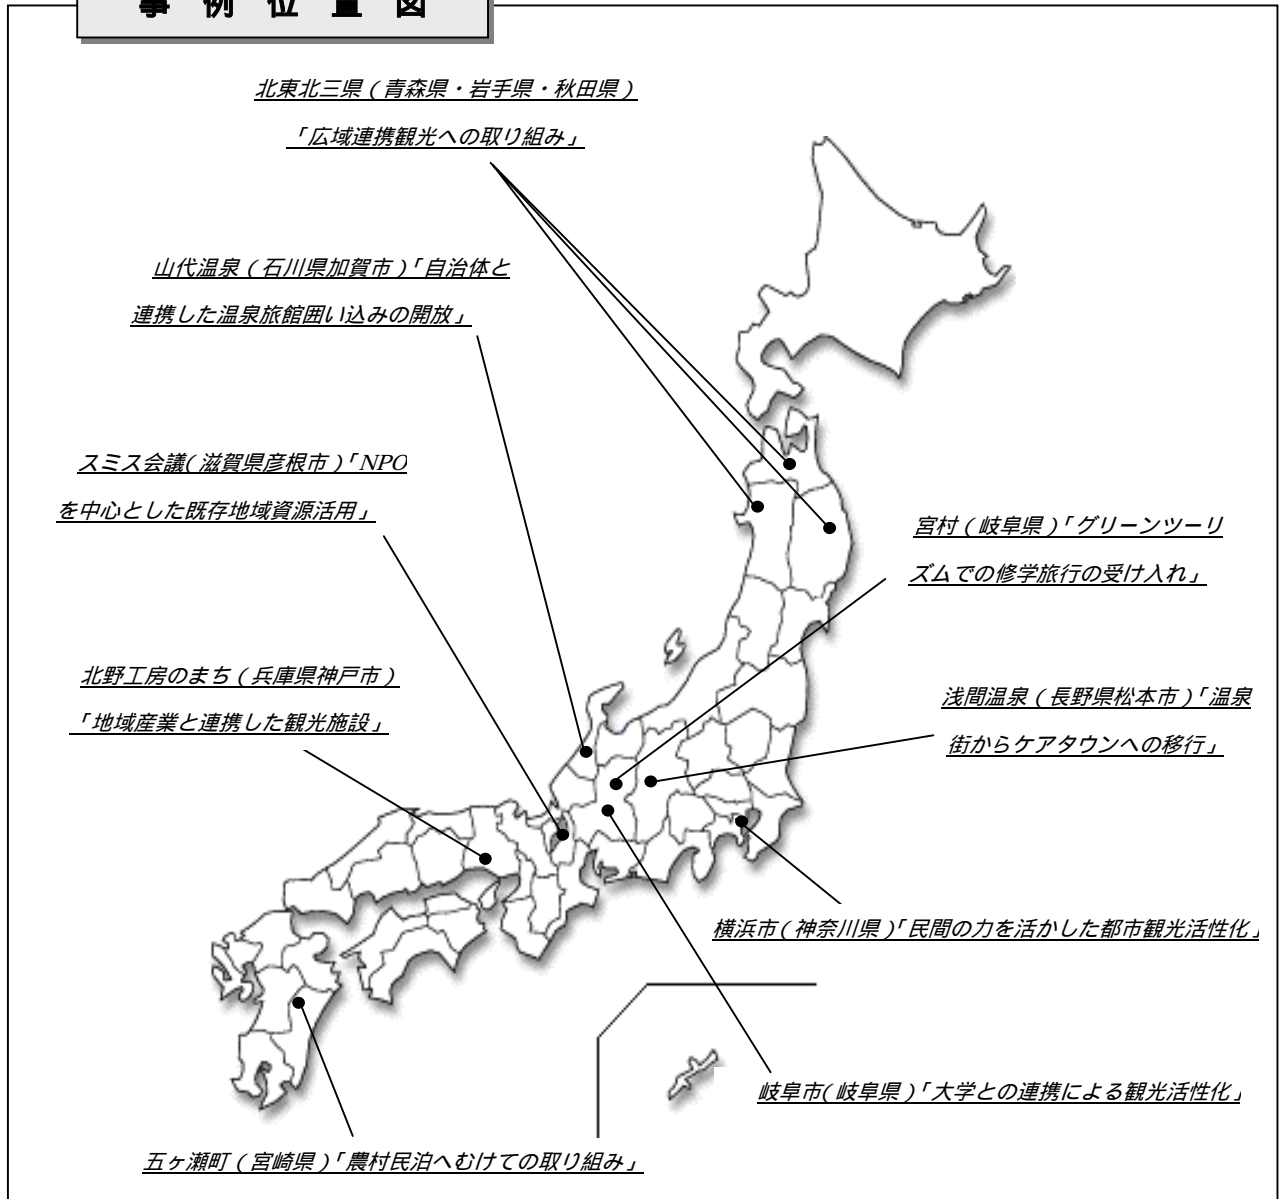 事例位置図
北東北三県（青森県・岩手県・秋田県）
「広域連携観光への取り組み」
山代温泉（石川県加賀市）「自治体と
連携した温泉旅館囲い込みの開放」
スミス会議(滋賀県彦根市）「NPO
を中心とした既存地域資源活用」
宮村（岐阜県）「グリーンツーリ
ズムでの修学旅行の受け入れ」
北野工房のまち（兵庫県神戸市）
「地域産業と連携した観光施設」
浅間温泉（長野県松本市）「温泉
街からケアタウンへの移行」
横浜市(神奈川県）「民間の力を活かした都市観光活性化」
岐阜市(岐阜県）「大学との連携による観光活性化」
五ヶ瀬町（宮崎県）「農村民泊へむけての取り組み」